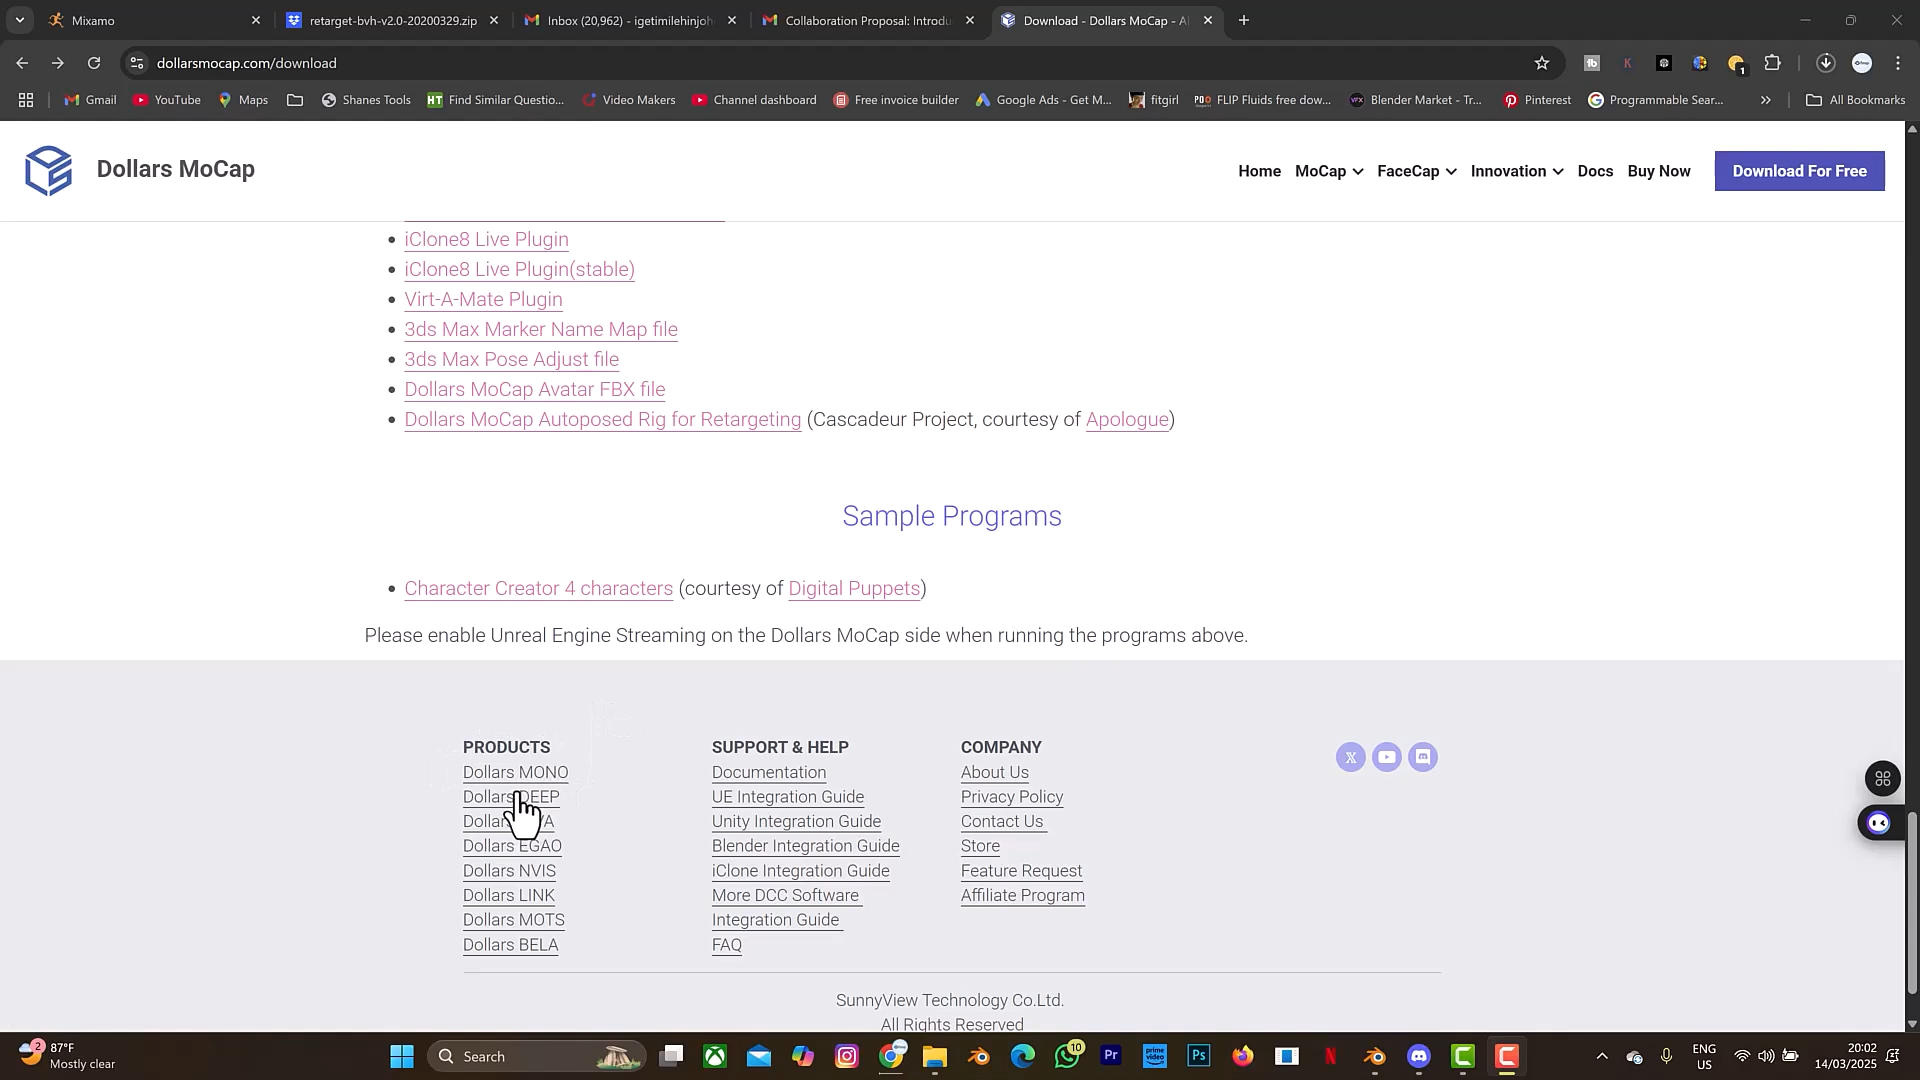 Mixamo
retarget-bvh-v2.0-20200329.zip
Inbox (20,962) - igetimilehinjoh
Collaboration Proposal: Introdu
Download - Dollars MoCap - A
dollarsmocap.com/download
1
Gmail
YouTube
Maps
Shanes Tools
HT Find Similar Questio...
Video Makers
Channel dashboard
Free invoice builder
Google Ads - Get M...
fitgirl
FLIP Fluids free dow...
Blender Market - Tr...
Pinterest
Programmable Sear...
All Bookmarks
Dollars MoCap
Home MoCap FaceCap Innovation Docs Buy Now Download For Free
iClone8 Live Plugin
iClone8 Live Plugin(stable)
Virt-A-Mate Plugin
3ds Max Marker Name Map file
3ds Max Pose Adjust file
Dollars MoCap Avatar FBX file
Dollars MoCap Autoposed Rig for Retargeting (Cascadeur Project, courtesy of Apologue)
Sample Programs
Character Creator 4 characters (courtesy of Digital Puppets)
Please enable Unreal Engine Streaming on the Dollars MoCap side when running the programs above.
PRODUCTS
Dollars MONO
Dollars DEEP
Dollars
Dollars EGAO
Dollars NVIS
Dollars LINK
Dollars MOTS
Dollars BELA
SUPPORT & HELP
Documentation
UE Integration Guide
Unity Integration Guide
Blender Integration Guide
iClone Integration Guide
More DCC Software
Integration Guide
FAQ
COMPANY
About Us
Privacy Policy
Contact Us
Store
Feature Request
Affiliate Program
SunnyView Technology Co.Ltd.
All Rights Reserved
2
87°F
Mostly clear
Search
10
Pr
prime video
Ps
ENG
US
20:02
14/03/2025